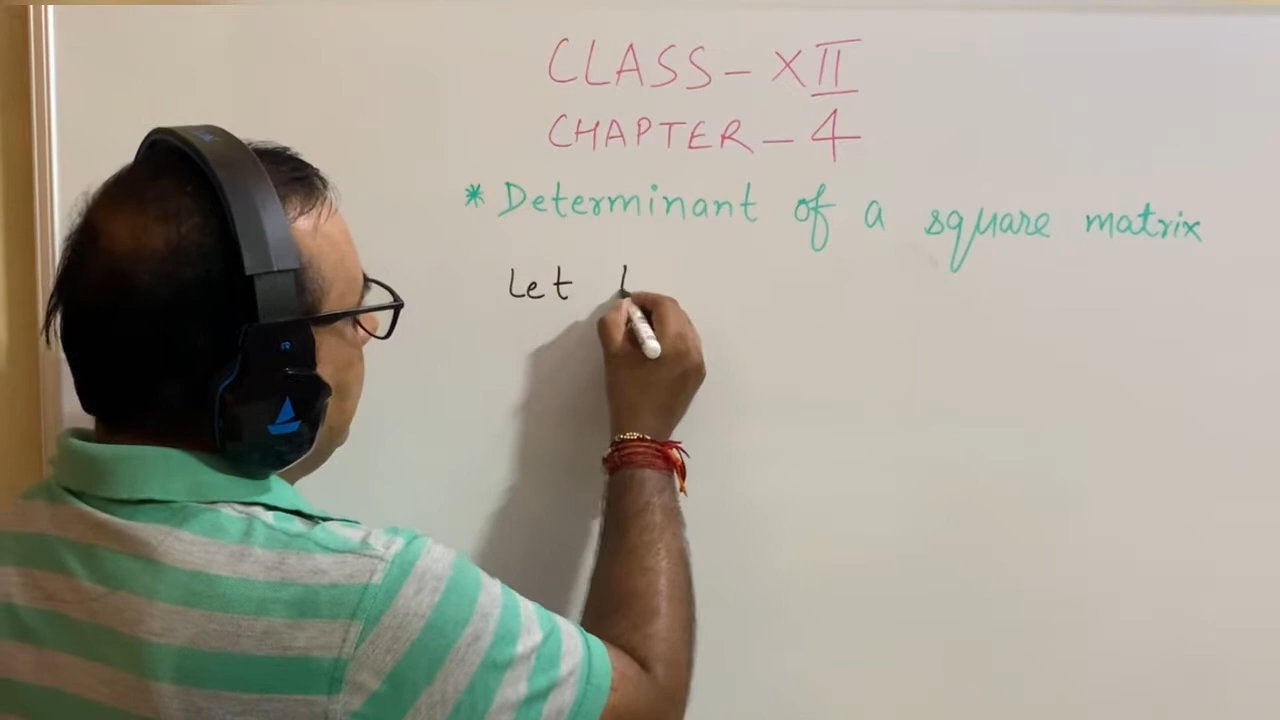 CLASS – XII
CHAPTER – 4
* Determinant of a square matrix
Let